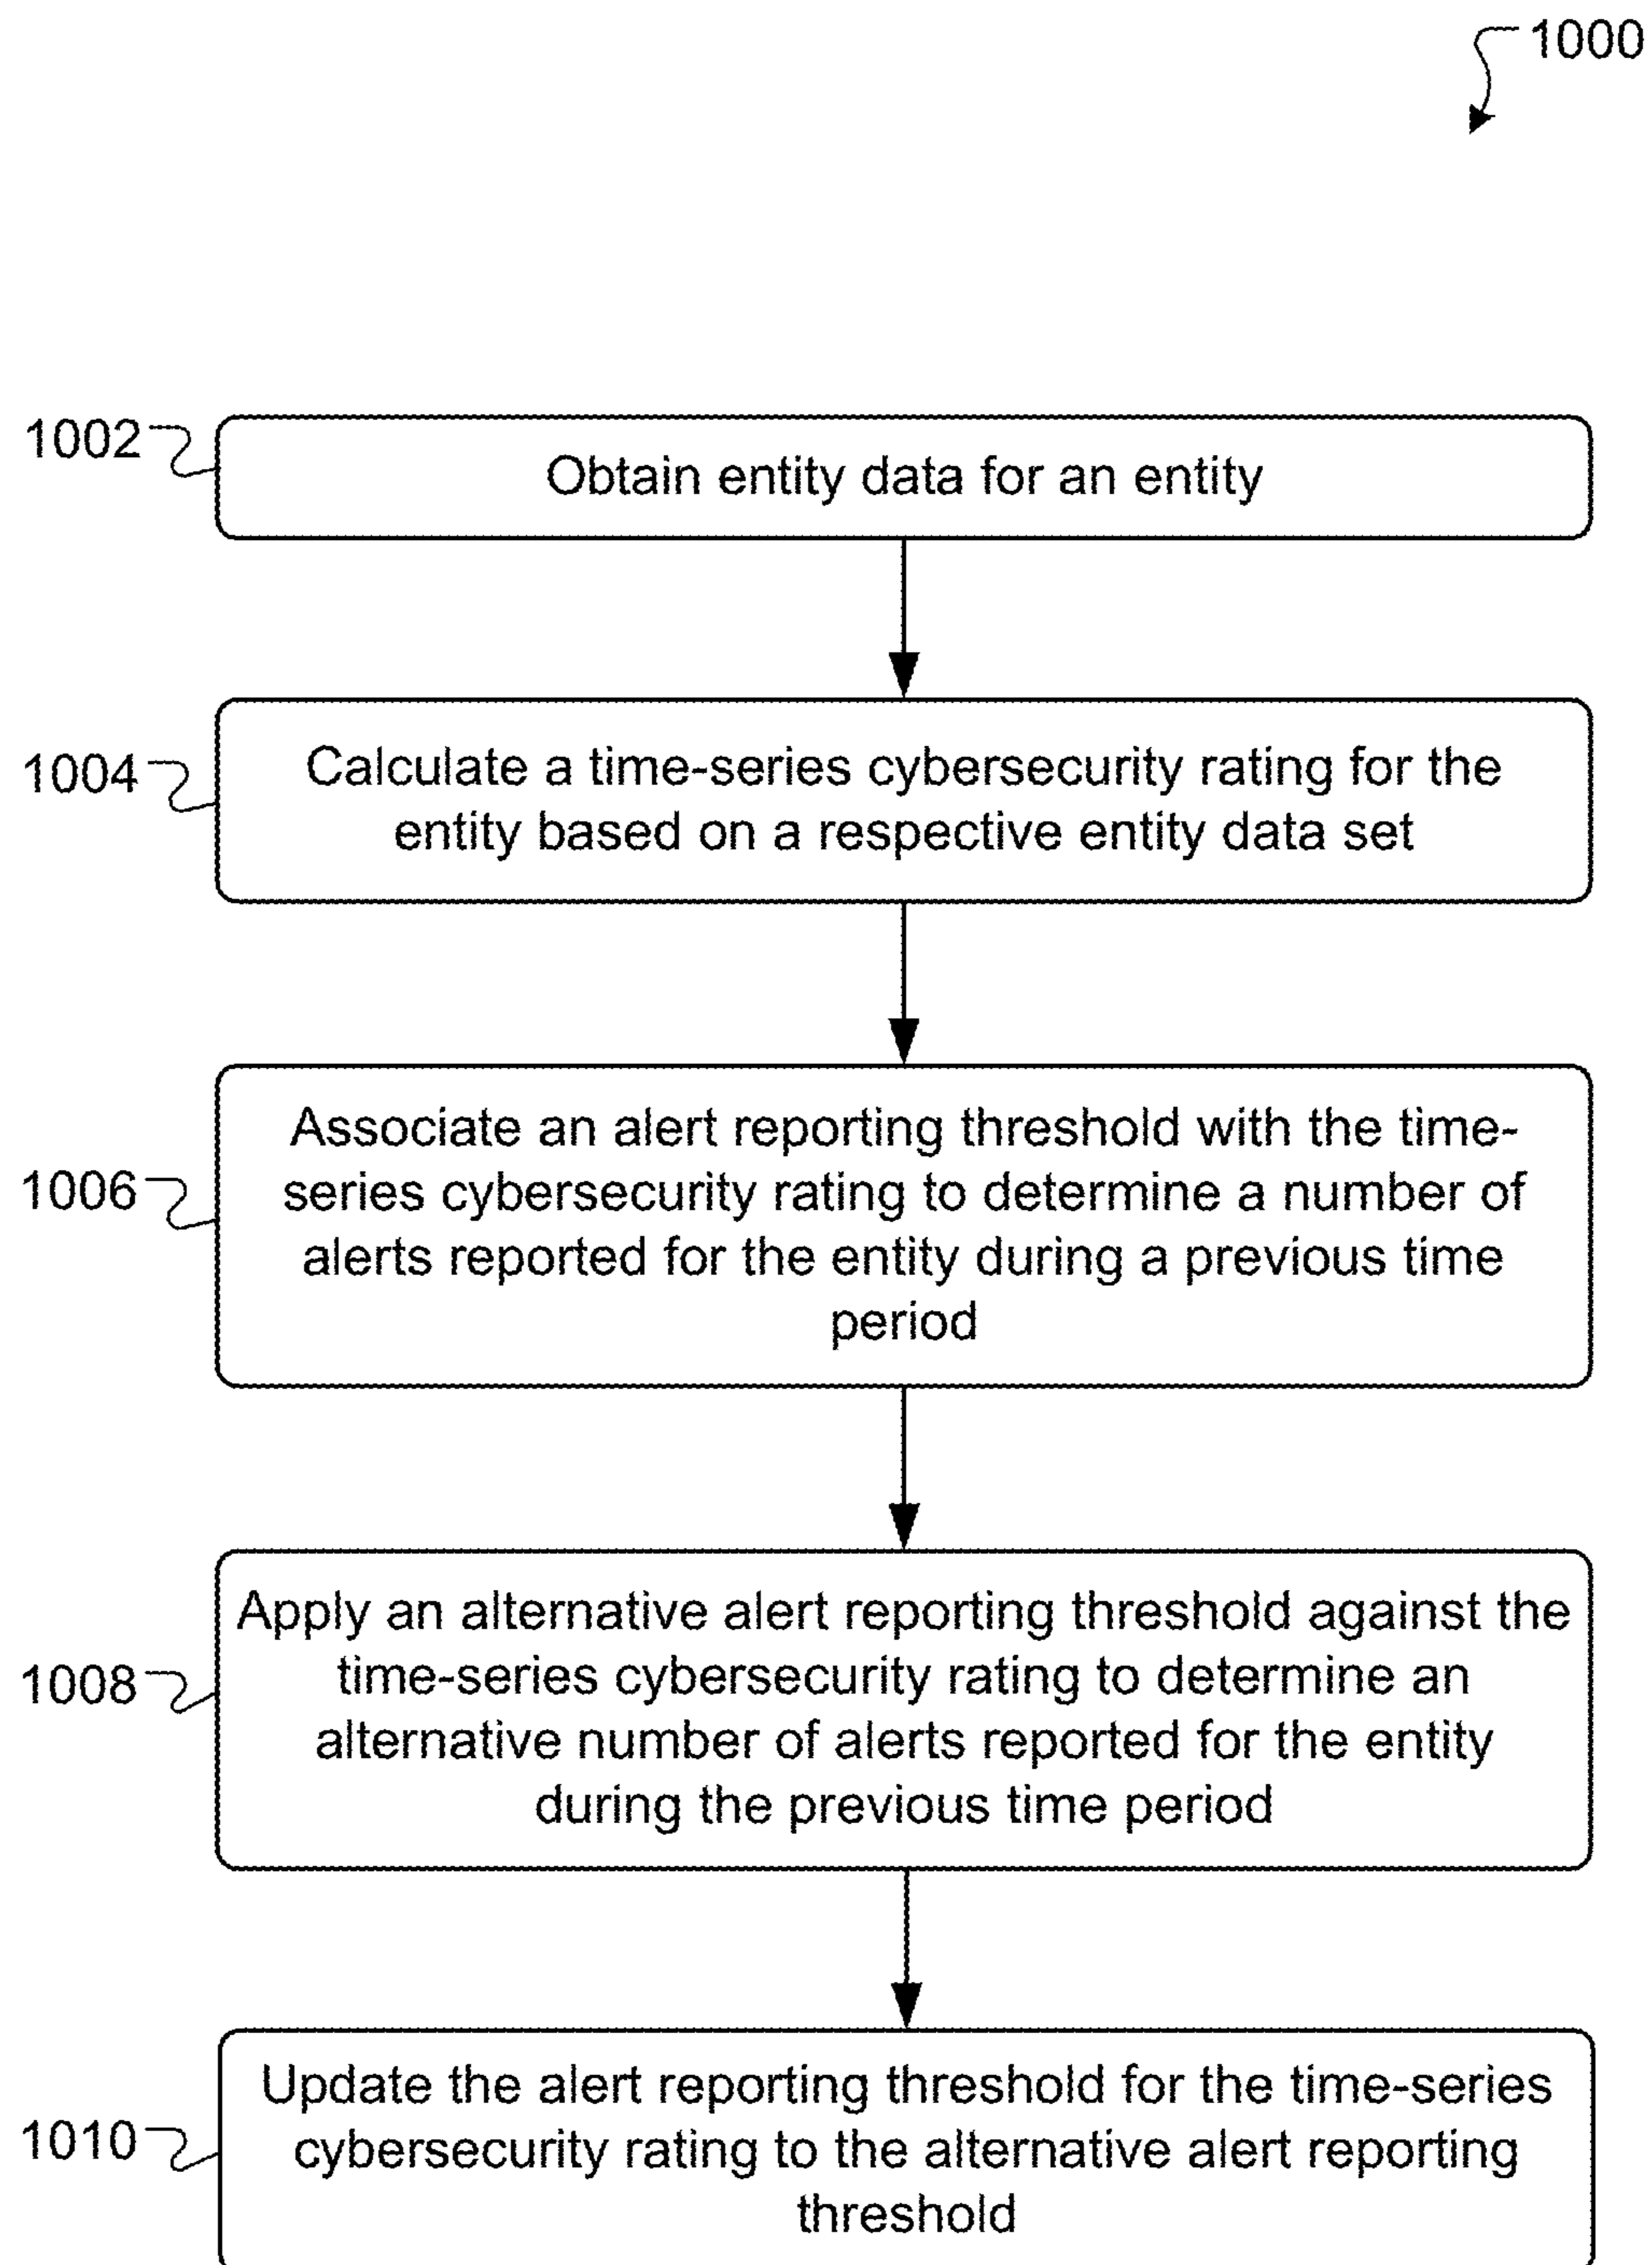 1000
1002
Obtain entity data for an entity
1004
Calculate a time-series cybersecurity rating for the
entity based on a respective entity data set
1006
Associate an alert reporting threshold with the time-
series cybersecurity rating to determine a number of
alerts reported for the entity during a previous time
period
1008
Apply an alternative alert reporting threshold against the
time-series cybersecurity rating to determine an
alternative number of alerts reported for the entity
during the previous time period
1010
Update the alert reporting threshold for the time-series
cybersecurity rating to the alternative alert reporting
threshold